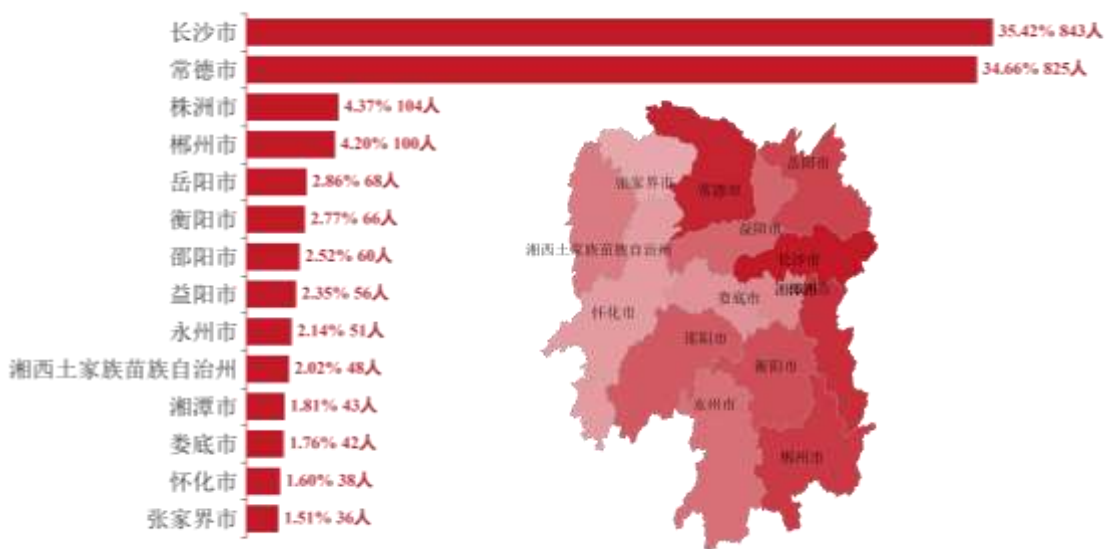 长沙市 35.42% 843人
常德市 34.66% 825人
株洲市 4.37% 104人
郴州市 4.20% 100人
岳阳市 2.86% 68人
衡阳市 2.77% 66人
邵阳市 2.52% 60人
益阳市 2.35% 56人
永州市 2.14% 51人
湘西土家族苗族自治州 2.02% 48人
湘潭市 1.81% 43人
娄底市 1.76% 42人
怀化市 1.60% 38人
张家界市 1.51% 36人
岳阳市
张家界市
常德市
益阳市
湘西土家族苗族自治州
长沙市
娄底市
怀化市
邵阳市
衡阳市
永州市
郴州市